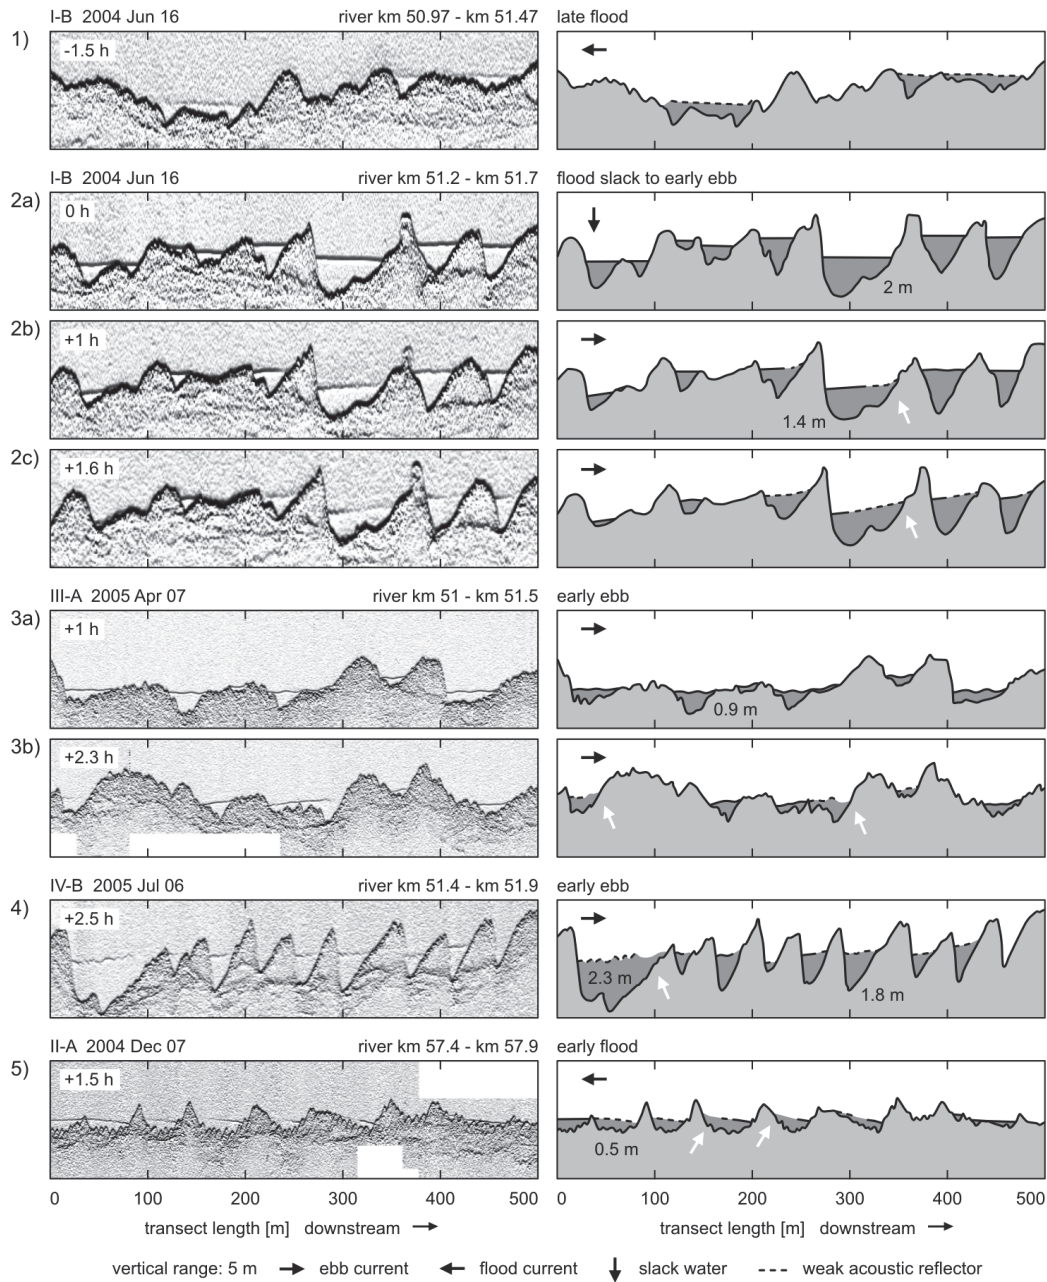 I-B 2004 Jun 16 river km 50.97 - km 51.47 late flood
1)
-1.5 h
I-B 2004 Jun 16 river km 51.2 - km 51.7 flood slack to early ebb
2a)
0 h
2 m
2b)
+1 h
1.4 m
2c)
+1.6 h
III-A 2005 Apr 07 river km 51 - km 51.5 early ebb
3a)
+1 h
0.9 m
3b)
+2.3 h
IV-B 2005 Jul 06 river km 51.4 - km 51.9 early ebb
4)
+2.5 h
2.3 m
1.8 m
II-A 2004 Dec 07 river km 57.4 - km 57.9 early flood
5)
+1.5 h
0.5 m
0 100 200 300 400 500 0 100 200 300 400 500
transect length [m] downstream → transect length [m] downstream →
vertical range: 5 m → ebb current ← flood current ↓ slack water --- weak acoustic reflector